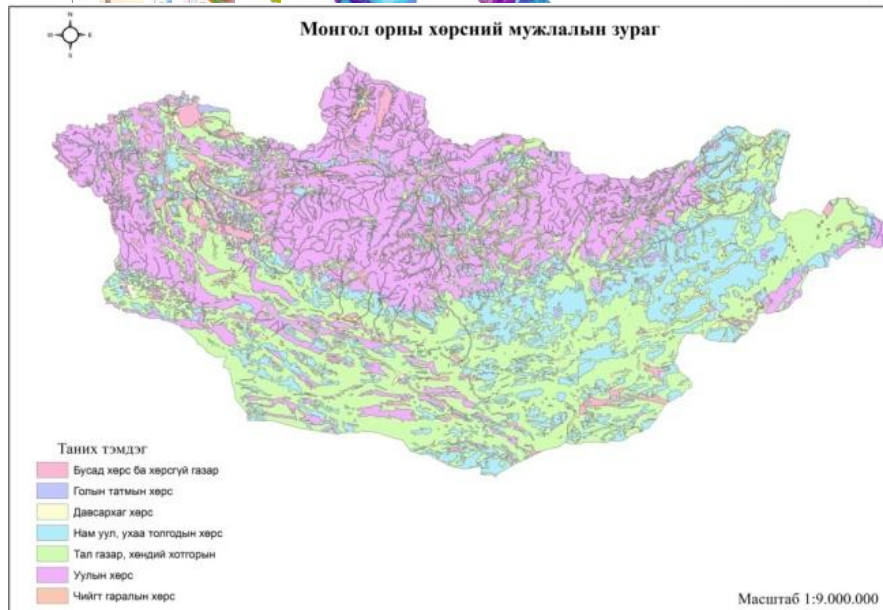 Монгол орны хөрсний мужлалын зураг
N
E
S
Таних тэмдэг
Бусад хөрс ба хөрсгүй газар
Голын татмын хөрс
Давсархаг хөрс
Нам уул, ухаа толгодын хөрс
Тал газар, хөндий хотгорын
Уулын хөрс
Чийгт гаралын хөрс
Масштаб 1:9.000.000